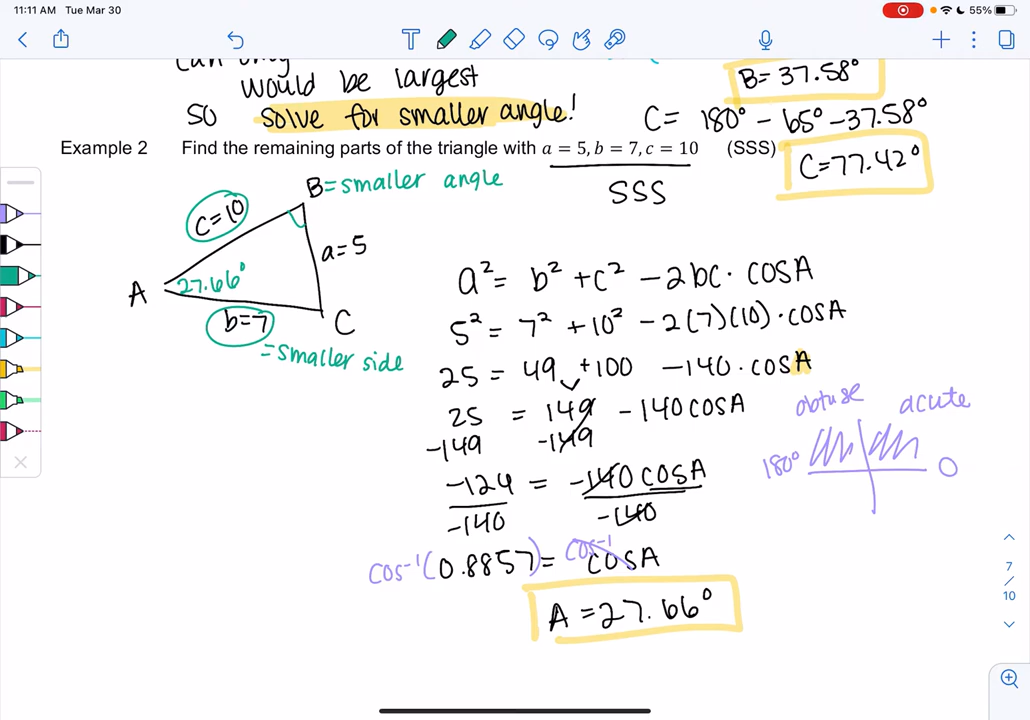 11:11 AM Tue Mar 30
55%
can only
would be largest
so solve for smaller angle!
B= 37.58°
C= 180° - 65° - 37.58°
C=77.42°
Example 2 Find the remaining parts of the triangle with a = 5, b = 7, c = 10 (SSS)
SSS
B=smaller angle
c=10
a=5
A
27.66°
b=7
C
=smaller side
a² = b² + c² - 2bc · cosA
5² = 7² + 10² - 2(7)(10) · cosA
25 = 49 + 100 - 140 · cosA
25 = 149 - 140 cosA
-149 -149
-124 = -140 cosA
-140 -140
cos⁻¹(0.8857) = cos⁻¹ cosA
A = 27.66°
obtuse acute
180° 0
7
/
10